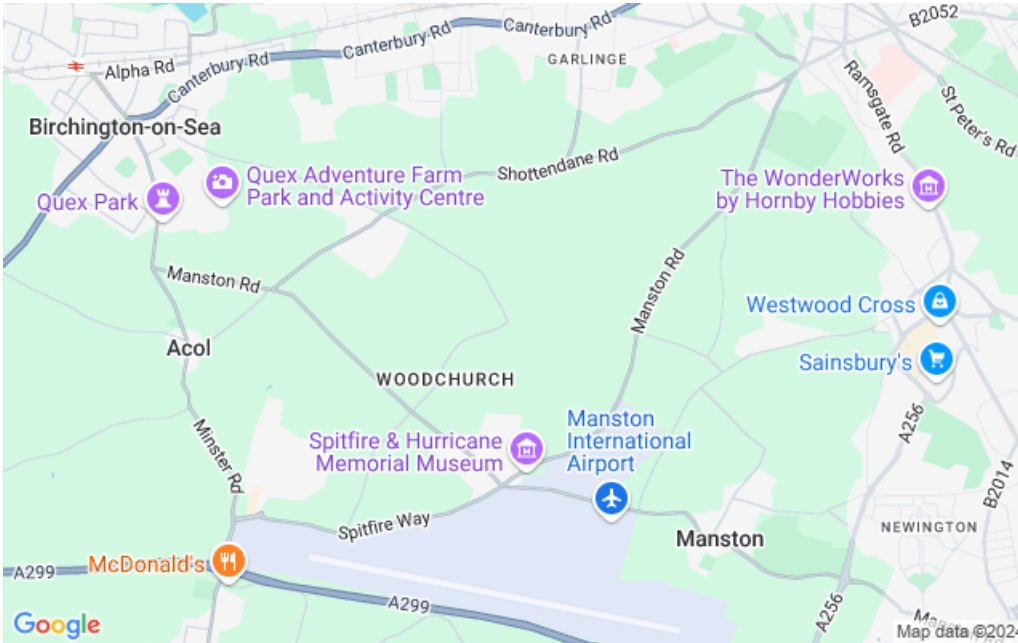 B2052
Canterbury Rd
Canterbury Rd
Canterbury Rd
Alpha Rd
GARLINGE
Ramsgate Rd
St Peter's Rd
Birchington-on-Sea
Shottendane Rd
Quex Park
Quex Adventure Farm
Park and Activity Centre
The WonderWorks
by Hornby Hobbies
Manston Rd
Manston Rd
Westwood Cross
Acol
Sainsbury's
WOODCHURCH
Minster Rd
Manston
International
Airport
Spitfire & Hurricane
Memorial Museum
A256
B2014
Spitfire Way
Manston
NEWINGTON
McDonald's
A299
A299
A256
Manston Rd
Google
Map data ©2024